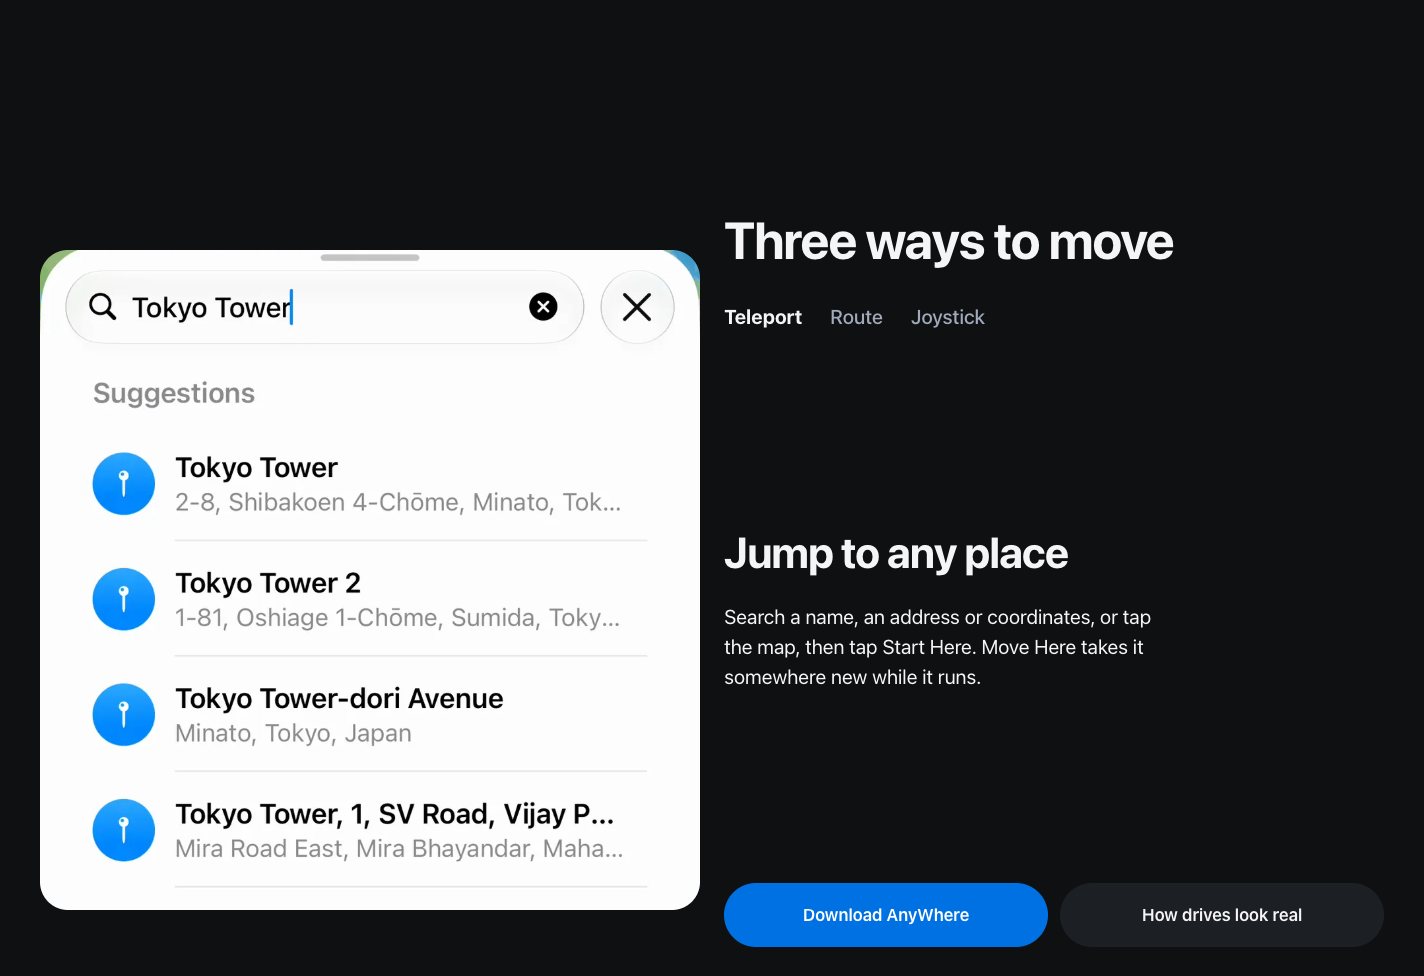 Tokyo Tower
Suggestions
Tokyo Tower
2-8, Shibakoen 4-Chōme, Minato, Tok...
Tokyo Tower 2
1-81, Oshiage 1-Chōme, Sumida, Toky...
Tokyo Tower-dori Avenue
Minato, Tokyo, Japan
Tokyo Tower, 1, SV Road, Vijay P...
Mira Road East, Mira Bhayandar, Maha...
Three ways to move
Teleport Route Joystick
Jump to any place
Search a name, an address or coordinates, or tap
the map, then tap Start Here. Move Here takes it
somewhere new while it runs.
Download AnyWhere
How drives look real